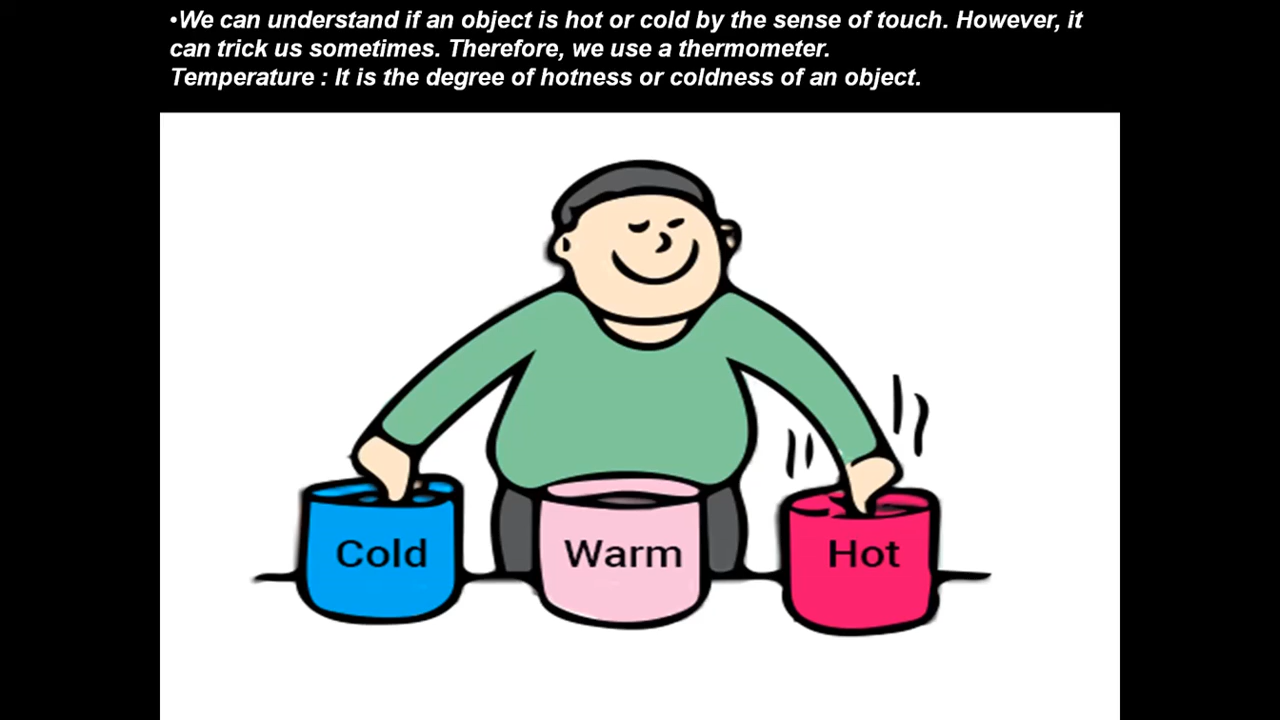 •We can understand if an object is hot or cold by the sense of touch. However, it
can trick us sometimes. Therefore, we use a thermometer.
Temperature : It is the degree of hotness or coldness of an object.
Cold
Warm
Hot